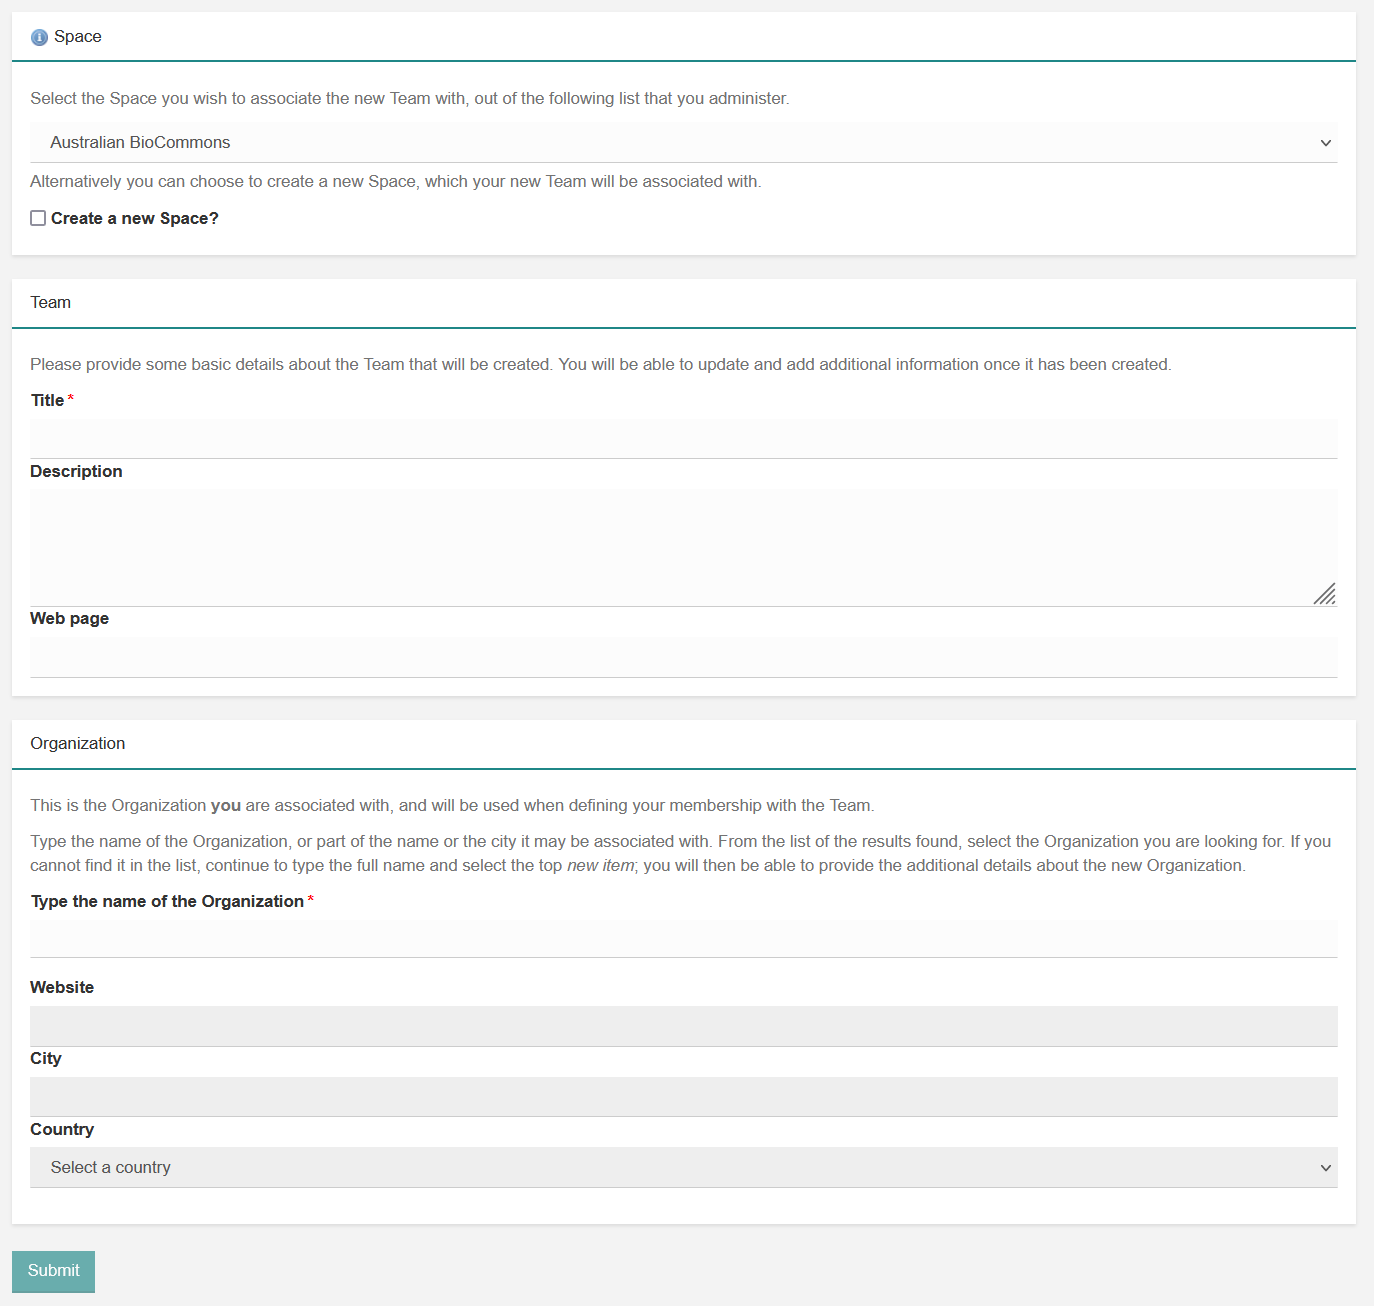 Space
Select the Space you wish to associate the new Team with, out of the following list that you administer.
Australian BioCommons
Alternatively you can choose to create a new Space, which your new Team will be associated with.
Create a new Space?
Team
Please provide some basic details about the Team that will be created. You will be able to update and add additional information once it has been created.
Title *
Description
Web page
Organization
This is the Organization you are associated with, and will be used when defining your membership with the Team.
Type the name of the Organization, or part of the name or the city it may be associated with. From the list of the results found, select the Organization you are looking for. If you
cannot find it in the list, continue to type the full name and select the top new item; you will then be able to provide the additional details about the new Organization.
Type the name of the Organization *
Website
City
Country
Select a country
Submit